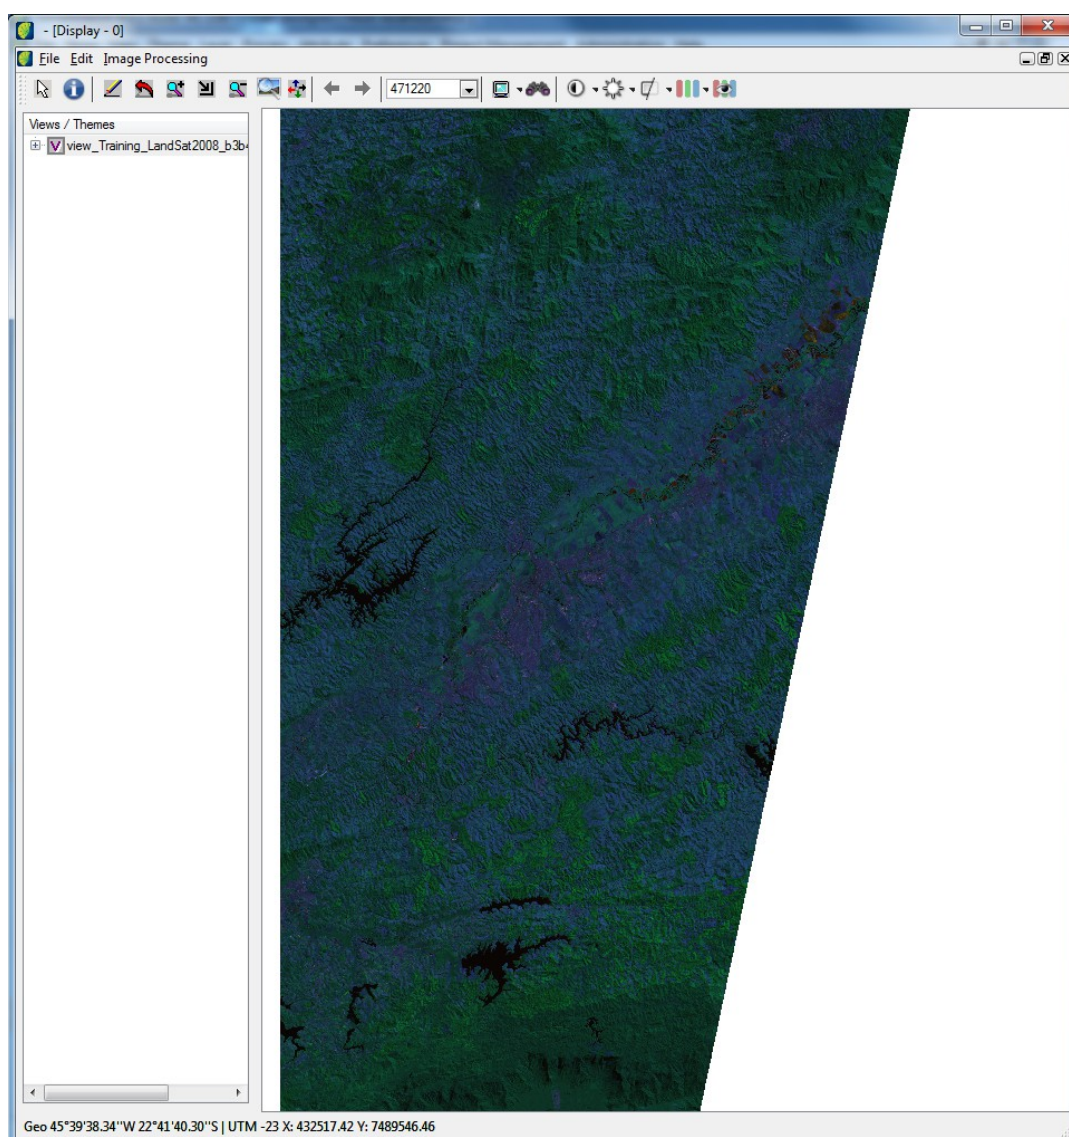 - [Display - 0]
File Edit Image Processing
471220
Views / Themes
view_Training_LandSat2008_b3b4
Geo 45°39'38.34''W 22°41'40.30''S | UTM -23 X: 432517.42 Y: 7489546.46